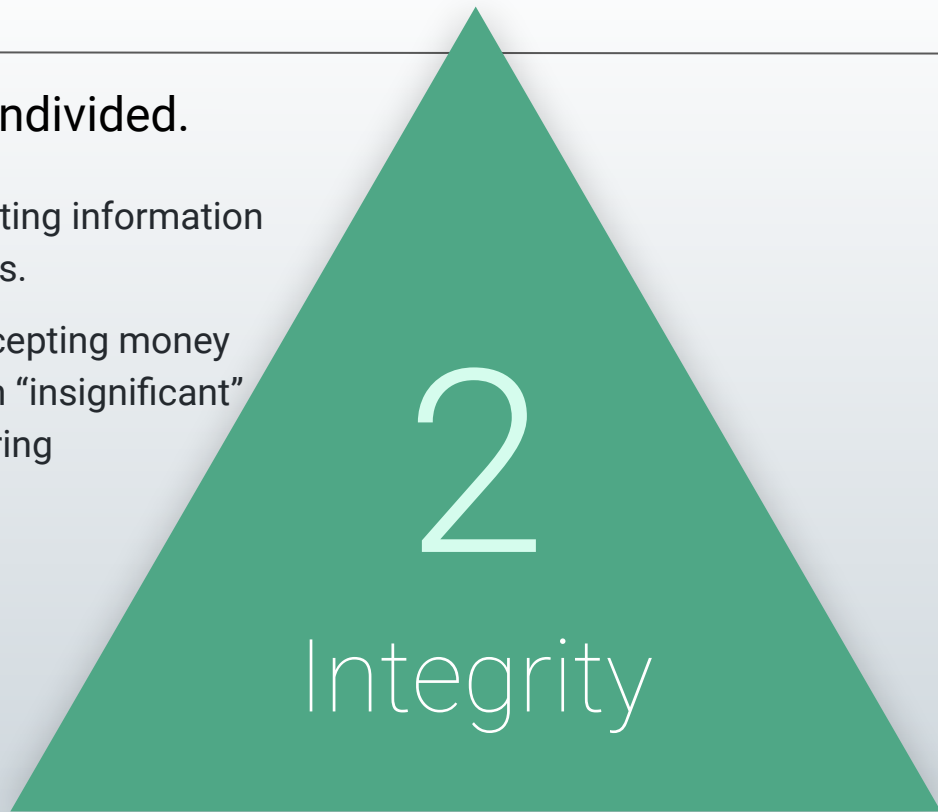 ndivided.
ting information
s.
cepting money
n “insignificant”
ring
2
Integrity